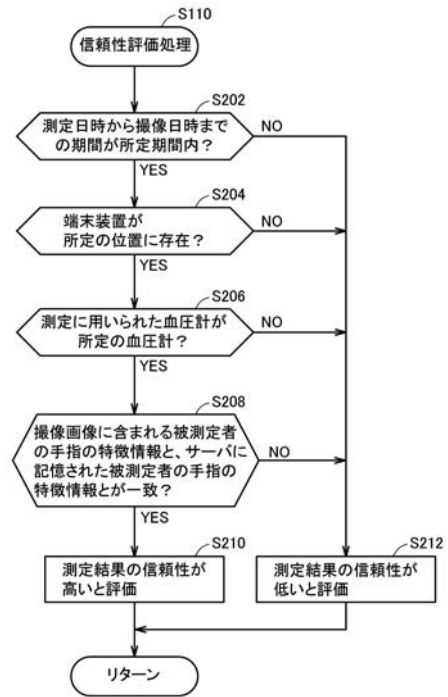 S110
信頼性評価処理
S202
測定日時から撮像日時まで
の期間が所定期間内？
NO
YES
S204
端末装置が
所定の位置に存在？
NO
YES
S206
測定に用いられた血圧計が
所定の血圧計？
NO
YES
S208
撮像画像に含まれる被測定者
の手指の特徴情報と、サーバに
記憶された被測定者の手指の
特徴情報とが一致？
NO
YES
S210
測定結果の信頼性が
高いと評価
S212
測定結果の信頼性が
低いと評価
リターン